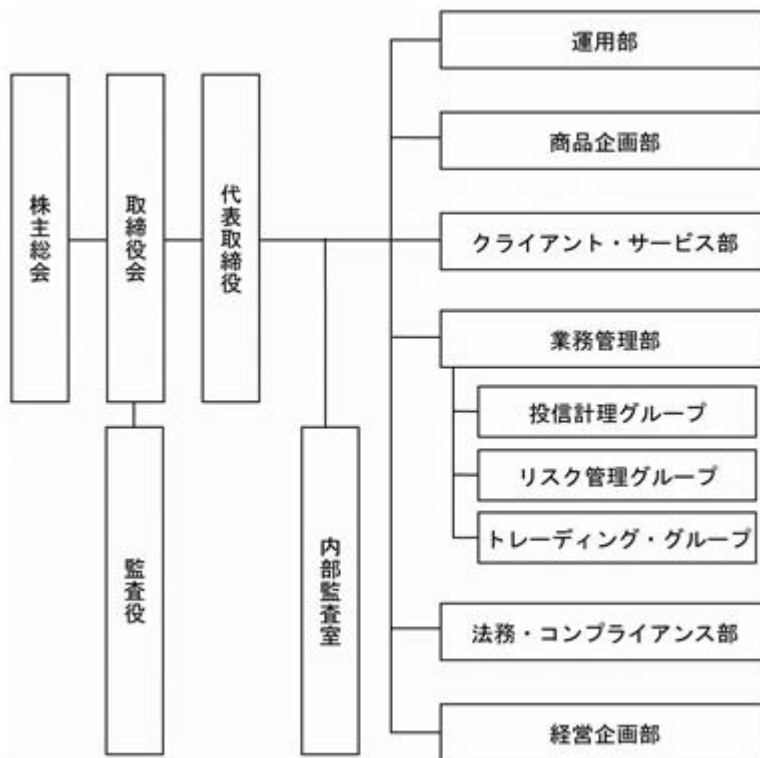 株主総会
取締役会
代表取締役
監査役
内部監査室
運用部
商品企画部
クライアント・サービス部
業務管理部
投信計理グループ
リスク管理グループ
トレーディング・グループ
法務・コンプライアンス部
経営企画部